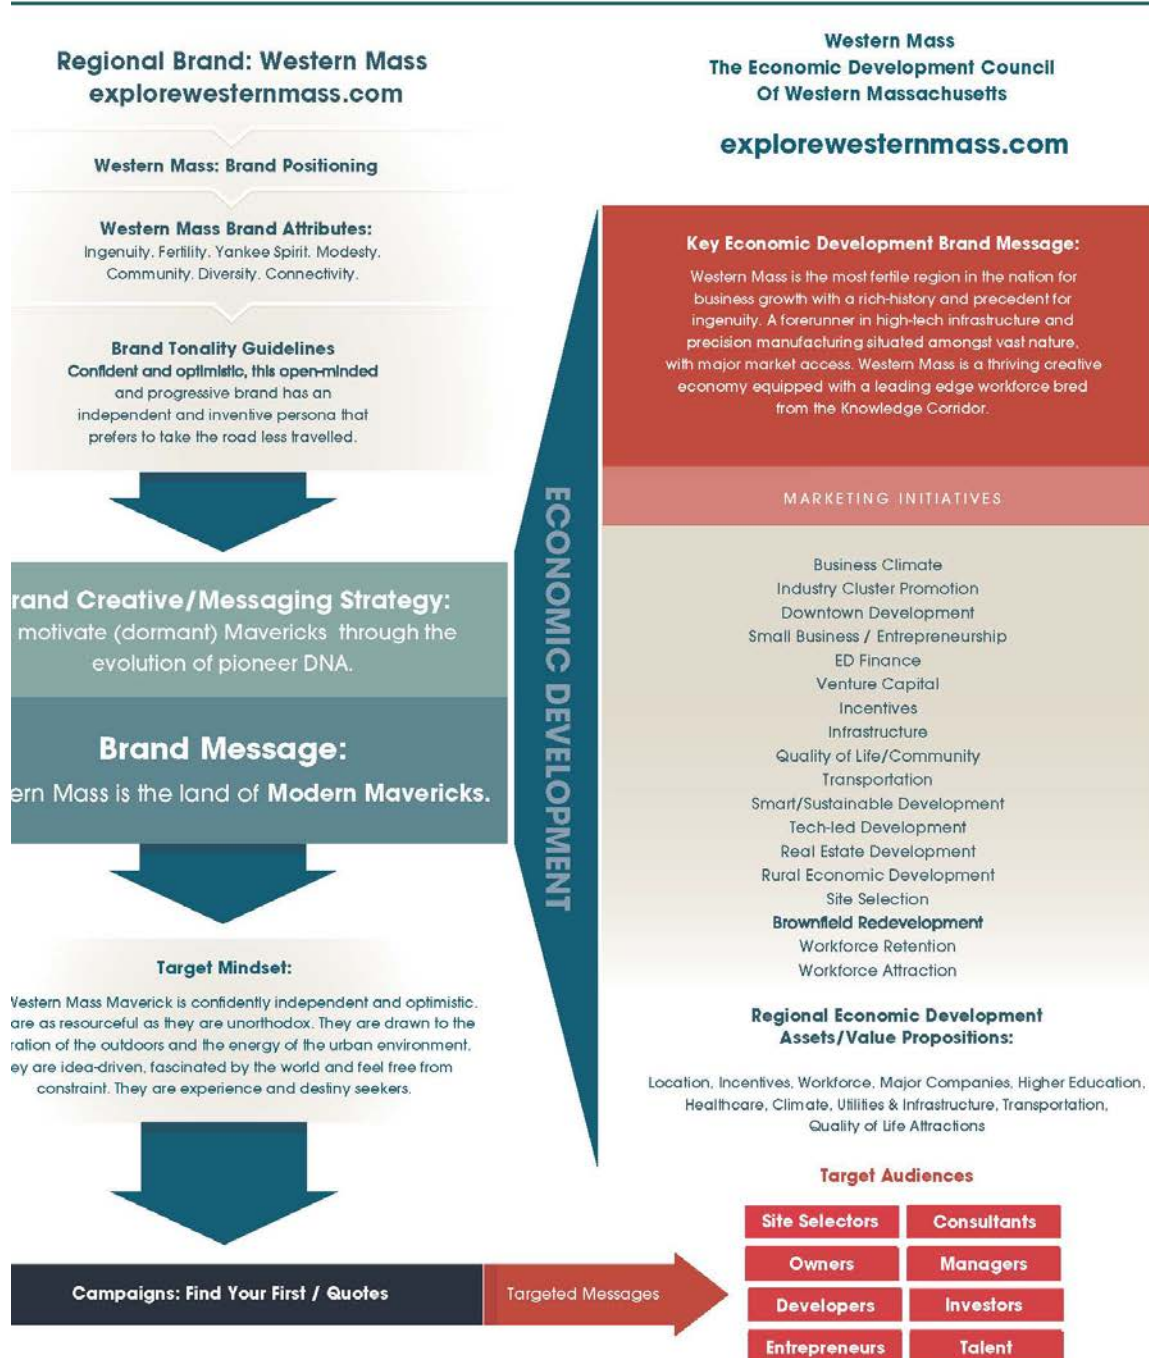 Regional Brand: Western Mass
explorewesternmass.com
Western Mass: Brand Positioning
Western Mass Brand Attributes:
Ingenuity. Fertility. Yankee Spirit. Modesty.
Community. Diversity. Connectivity.
Brand Tonality Guidelines
Confident and optimistic, this open-minded
and progressive brand has an
independent and inventive persona that
prefers to take the road less travelled.
rand Creative/Messaging Strategy:
motivate (dormant) Mavericks through the
evolution of pioneer DNA.
Brand Message:
ern Mass is the land of Modern Mavericks.
Target Mindset:
Western Mass Maverick is confidently independent and optimistic.
are as resourceful as they are unorthodox. They are drawn to the
ration of the outdoors and the energy of the urban environment.
ey are idea-driven, fascinated by the world and feel free from
constraint. They are experience and destiny seekers.
Campaigns: Find Your First / Quotes
Targeted Messages
ECONOMIC DEVELOPMENT
Western Mass
The Economic Development Council
Of Western Massachusetts
explorewesternmass.com
Key Economic Development Brand Message:
Western Mass is the most fertile region in the nation for
business growth with a rich-history and precedent for
ingenuity. A forerunner in high-tech infrastructure and
precision manufacturing situated amongst vast nature,
with major market access. Western Mass is a thriving creative
economy equipped with a leading edge workforce bred
from the Knowledge Corridor.
MARKETING INITIATIVES
Business Climate
Industry Cluster Promotion
Downtown Development
Small Business / Entrepreneurship
ED Finance
Venture Capital
Incentives
Infrastructure
Quality of Life/Community
Transportation
Smart/Sustainable Development
Tech-led Development
Real Estate Development
Rural Economic Development
Site Selection
Brownfield Redevelopment
Workforce Retention
Workforce Attraction
Regional Economic Development
Assets/Value Propositions:
Location, Incentives, Workforce, Major Companies, Higher Education,
Healthcare, Climate, Utilities & Infrastructure, Transportation,
Quality of Life Attractions
Target Audiences
Site Selectors
Consultants
Owners
Managers
Developers
Investors
Entrepreneurs
Talent